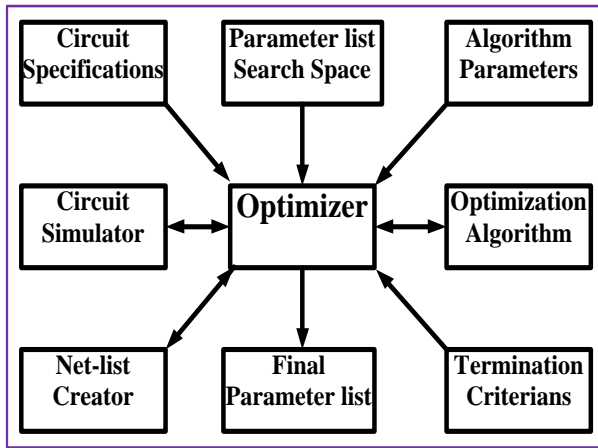 Circuit
Specifications
Parameter list
Search Space
Algorithm
Parameters
Circuit
Simulator
Optimizer
Optimization
Algorithm
Net-list
Creator
Final
Parameter list
Termination
Criterians